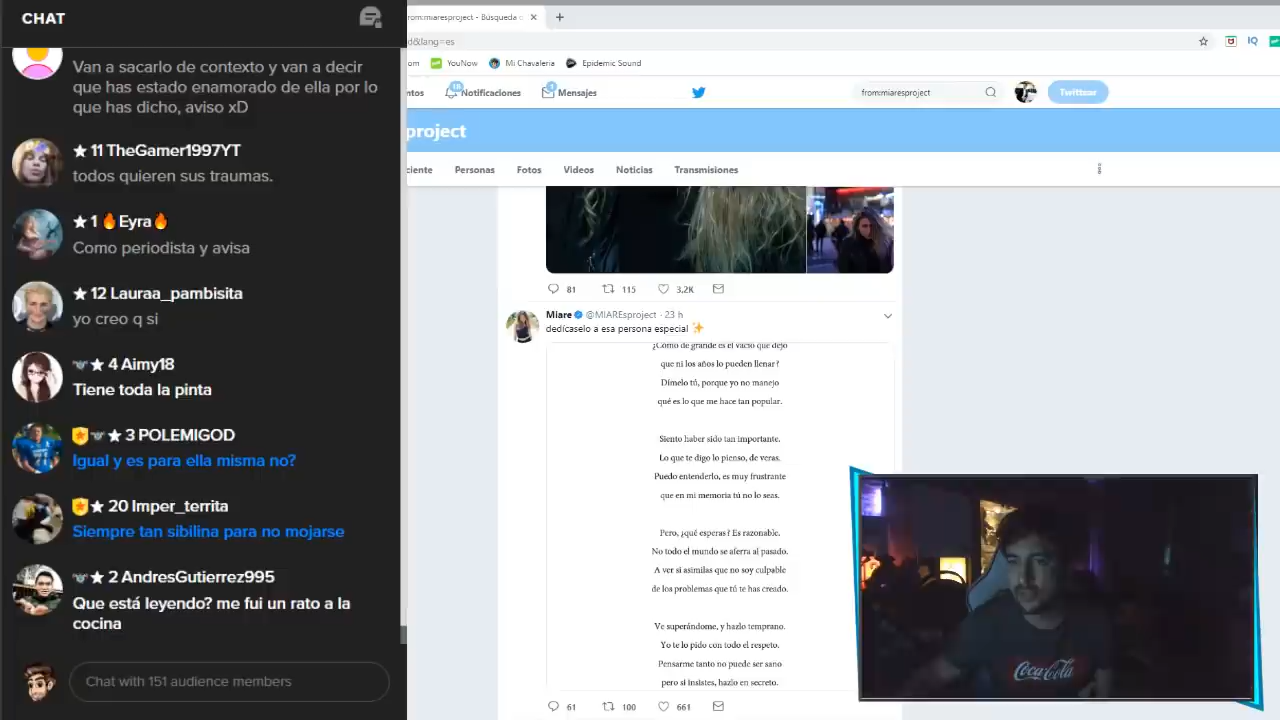 CHAT
Van a sacarlo de contexto y van a decir
que has estado enamorado de ella por lo
que has dicho, aviso xD
★ 11 TheGamer1997YT
todos quieren sus traumas.
★ 1 🔥Eyra🔥
Como periodista y avisa
★ 12 Lauraa_pambisita
yo creo q si
★ 4 Aimy18
Tiene toda la pinta
★ 3 POLEMIGOD
Igual y es para ella misma no?
★ 20 Imper_territa
Siempre tan sibilina para no mojarse
★ 2 AndresGutierrez995
Que está leyendo? me fui un rato a la
cocina
Chat with 151 audience members
rom:miaresproject - Búsqueda
d&lang=es
IQ
om YouNow Mi Chavaleria Epidemic Sound
ntos 18 Notificaciones 1 Mensajes from:miaresproject Twittear
project
ciente Personas Fotos Videos Noticias Transmisiones
81 115 3.2K
Miare @MIAREsproject · 23 h
dedícaselo a esa persona especial ✨
¿Cómo de grande es el vacío que dejo
que ni los años lo pueden llenar?
Dímelo tú, porque yo no manejo
qué es lo que me hace tan popular.
Siento haber sido tan importante.
Lo que te digo lo pienso, de veras.
Puedo entenderlo, es muy frustrante
que en mi memoria tú no lo seas.
Pero, ¿qué esperas? Es razonable.
No todo el mundo se aferra al pasado.
A ver si asimilas que no soy culpable
de los problemas que tú te has creado.
Ve superándome, y hazlo temprano.
Yo te lo pido con todo el respeto.
Pensarme tanto no puede ser sano
pero si insistes, hazlo en secreto.
61 100 661
Coca-Cola